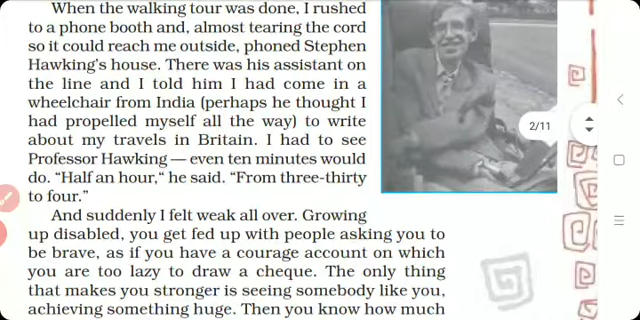 When the walking tour was done, I rushed
to a phone booth and, almost tearing the cord
so it could reach me outside, phoned Stephen
Hawking's house. There was his assistant on
the line and I told him I had come in a
wheelchair from India (perhaps he thought I
had propelled myself all the way) to write
about my travels in Britain. I had to see
Professor Hawking — even ten minutes would
do. “Half an hour,“ he said. “From three-thirty
to four.”
2/11
And suddenly I felt weak all over. Growing
up disabled, you get fed up with people asking you to
be brave, as if you have a courage account on which
you are too lazy to draw a cheque. The only thing
that makes you stronger is seeing somebody like you,
achieving something huge. Then you know how much